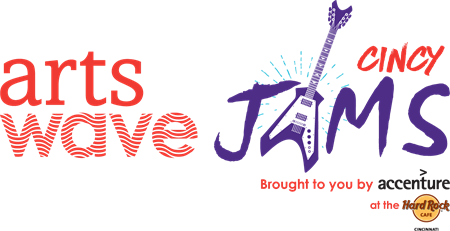 arts
wave
CINCY
JAMS
Brought to you by accenture
at the Hard Rock
CAFE
CINCINNATI